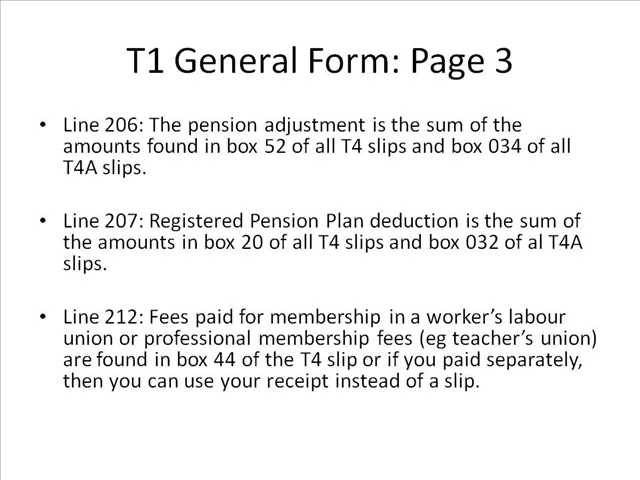 T1 General Form: Page 3
• Line 206: The pension adjustment is the sum of the
amounts found in box 52 of all T4 slips and box 034 of all
T4A slips.
• Line 207: Registered Pension Plan deduction is the sum of
the amounts in box 20 of all T4 slips and box 032 of al T4A
slips.
• Line 212: Fees paid for membership in a worker’s labour
union or professional membership fees (eg teacher’s union)
are found in box 44 of the T4 slip or if you paid separately,
then you can use your receipt instead of a slip.